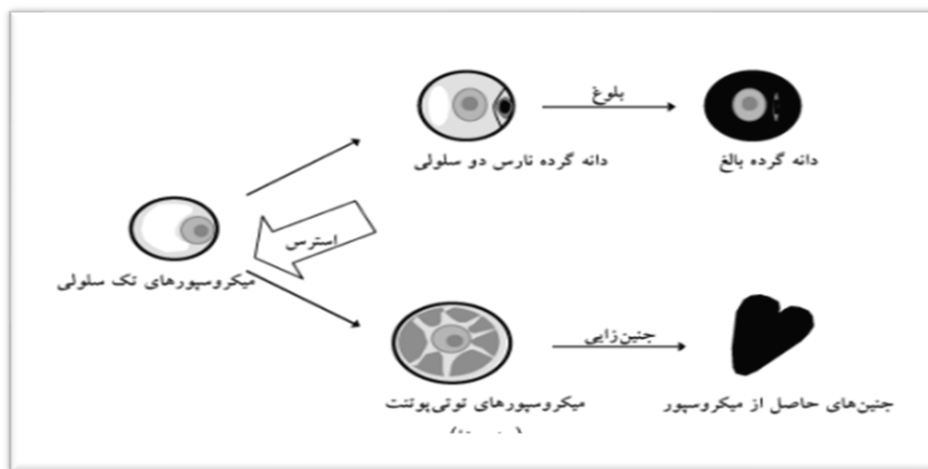 بلوغ
دانه گرده نارس دو سلولی
دانه گرده بالغ
استرس
میکروسپورهای تک سلولی
جنین‌زایی
میکروسپورهای توتی‌پوتنت
جنین‌های حاصل از میکروسپور